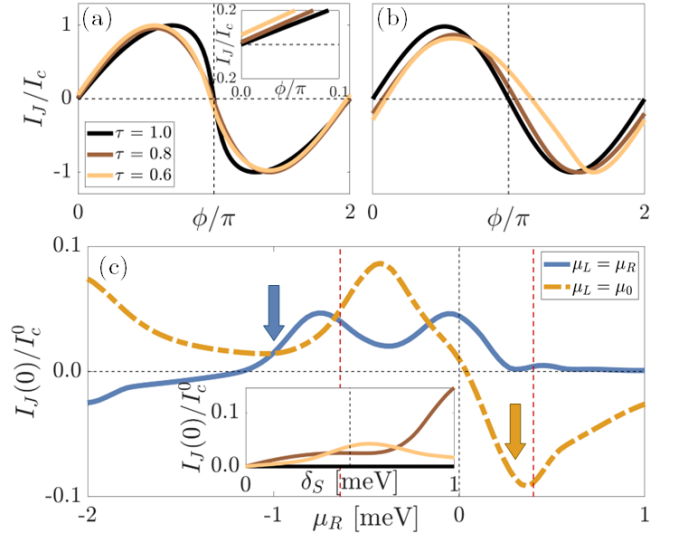 (a)
I_J/I_c
1
0
-1
τ = 1.0
τ = 0.8
τ = 0.6
0
ϕ/π
2
0.2
I_J/I_c
0.2
0.0
ϕ/π
0.1
(b)
0
ϕ/π
2
(c)
I_J(0)/I_c^0
0.1
0.0
-0.1
μ_L = μ_R
μ_L = μ_0
I_J(0)/I_c^0
0.1
0.0
0
δ_S [meV]
1
-2
-1
0
1
μ_R [meV]